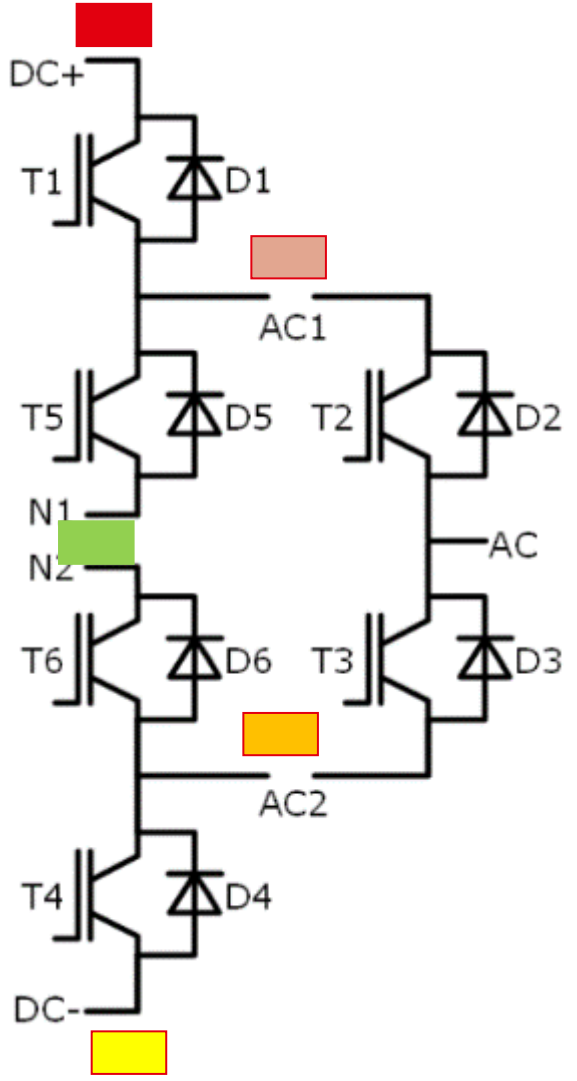 DC+
T1 D1
AC1
T5 D5 T2 D2
N1
AC
N2
T6 D6 T3 D3
AC2
T4 D4
DC-